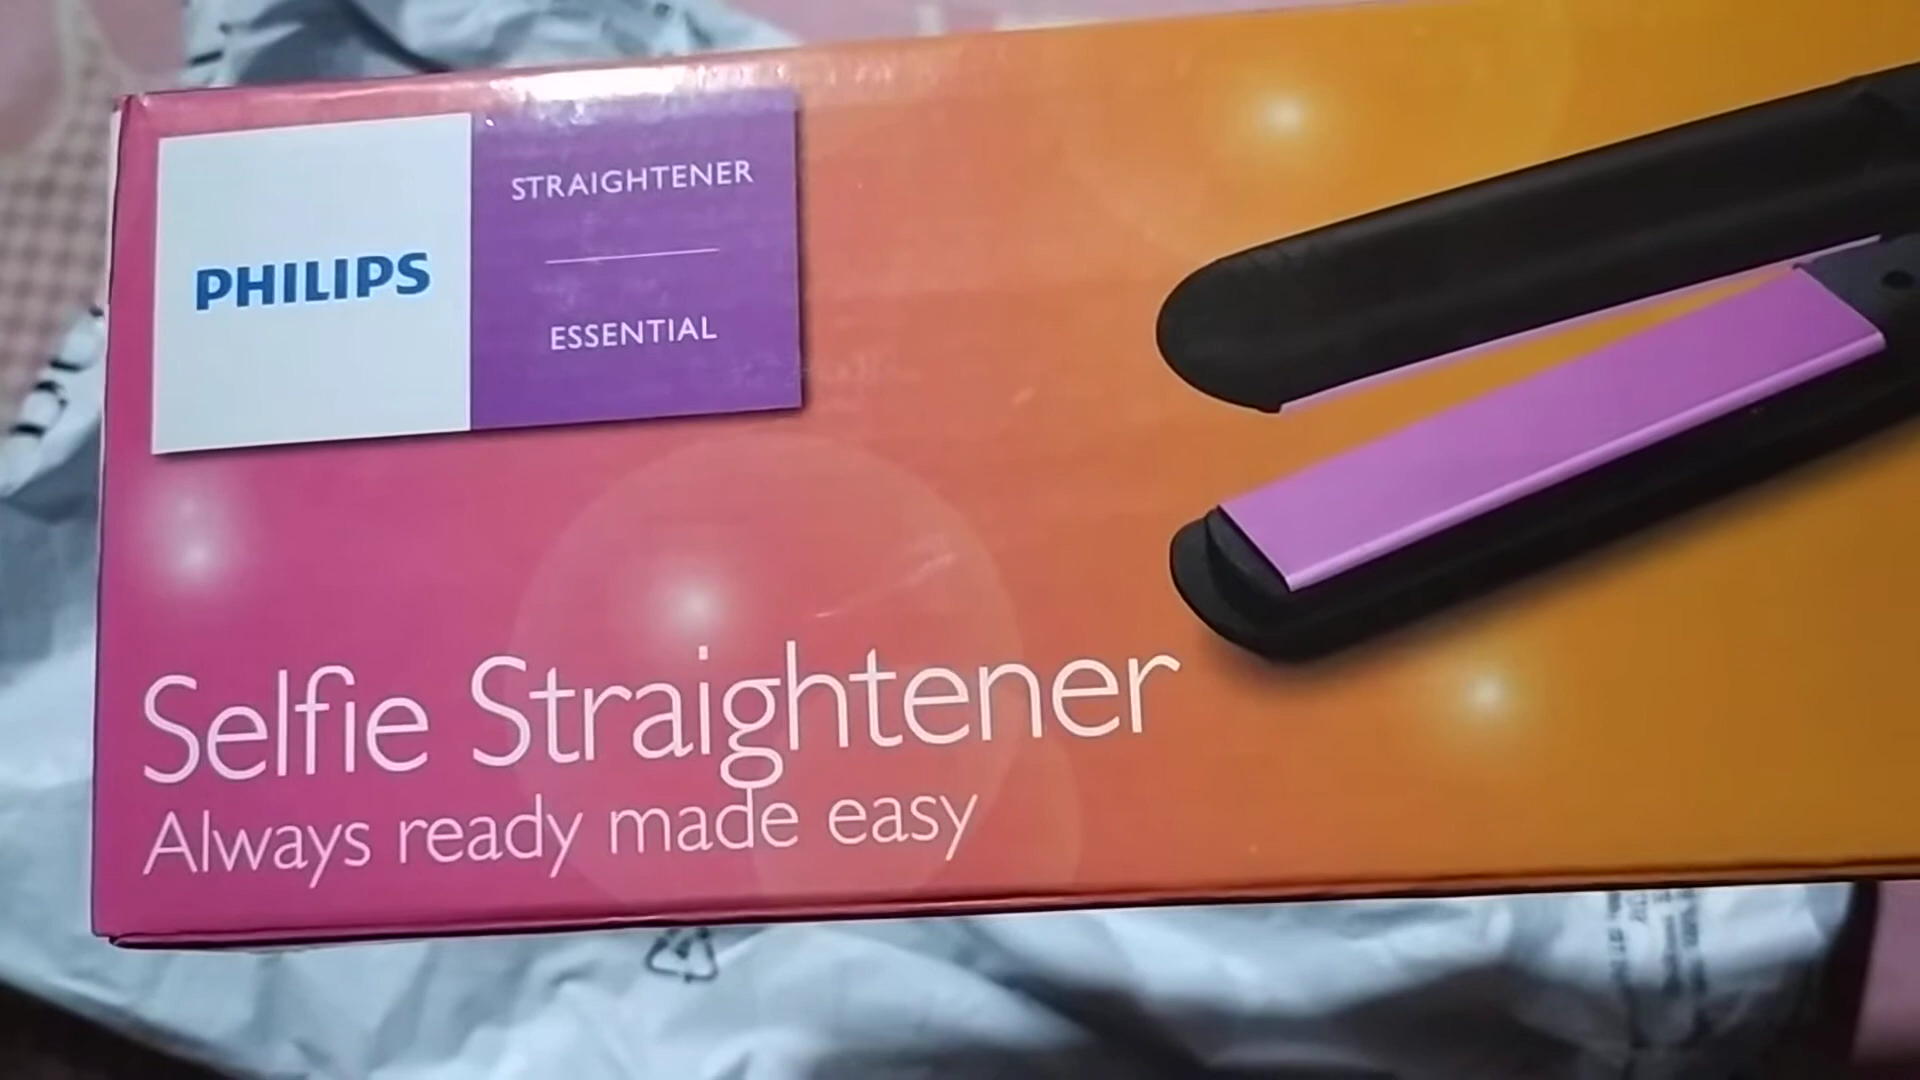 PHILIPS
STRAIGHTENER
ESSENTIAL
Selfie Straightener
Always ready made easy